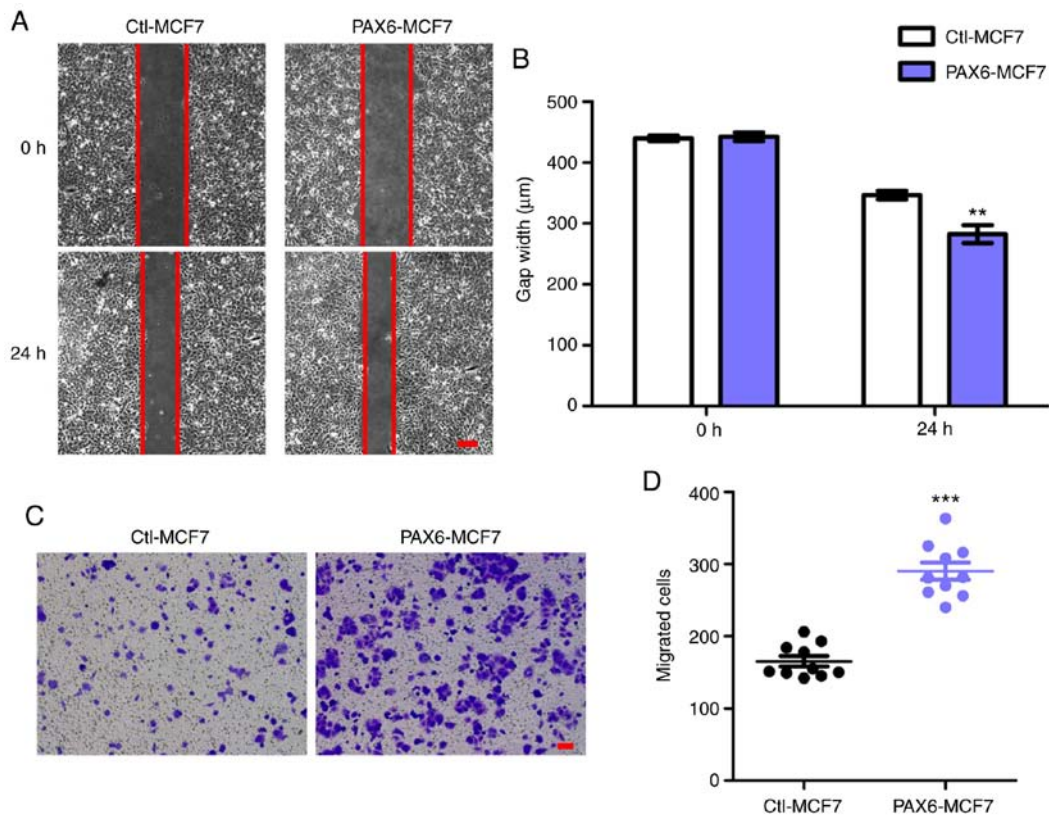 A
Ctl-MCF7
PAX6-MCF7
0 h
24 h
B
Ctl-MCF7
PAX6-MCF7
Gap width (μm)
500
400
300
200
100
0
**
0 h
24 h
C
Ctl-MCF7
PAX6-MCF7
D
Migrated cells
400
300
200
100
0
***
Ctl-MCF7
PAX6-MCF7